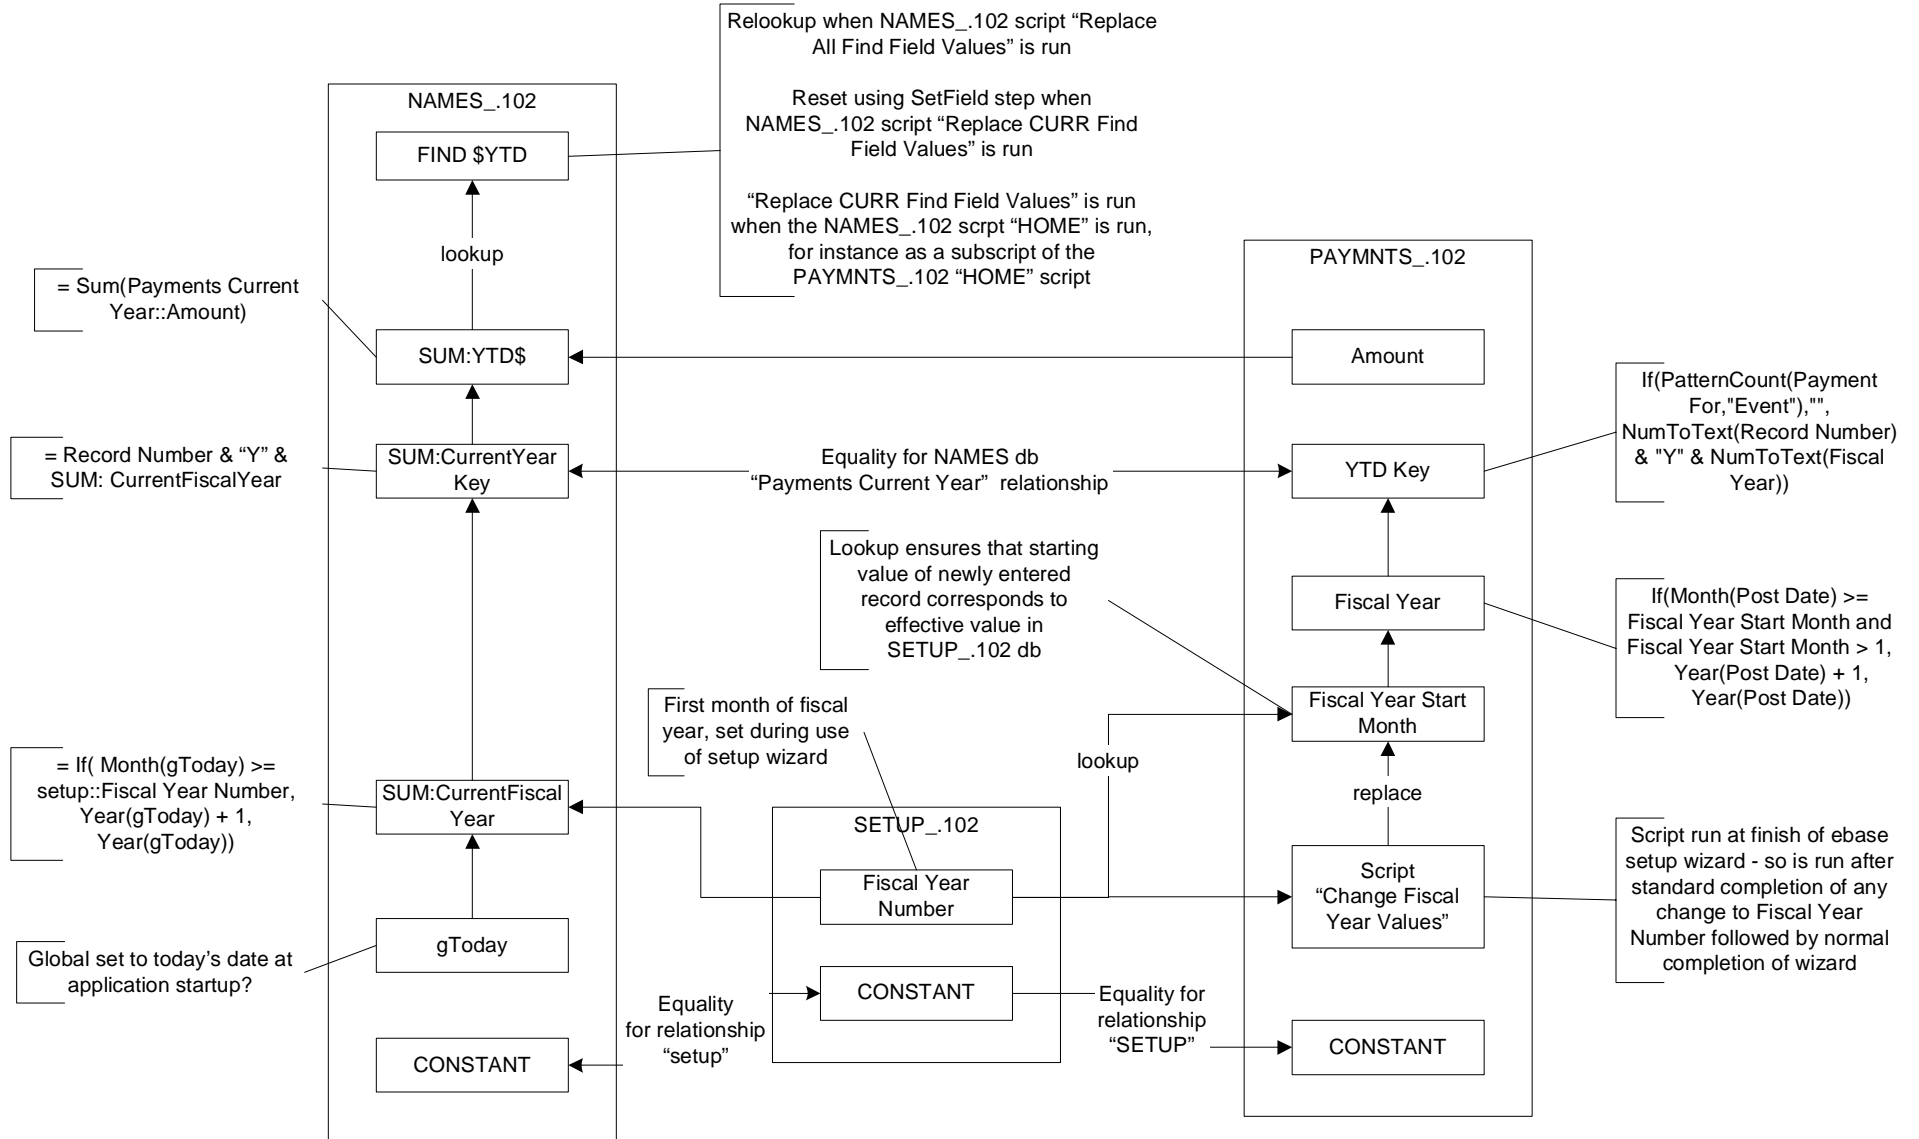 Relookup when NAMES_.102 script “Replace
All Find Field Values” is run
Reset using SetField step when
NAMES_.102 script “Replace CURR Find
Field Values” is run
“Replace CURR Find Field Values” is run
when the NAMES_.102 scrpt “HOME” is run,
for instance as a subscript of the
PAYMNTS_.102 “HOME” script
NAMES_.102
FIND $YTD
lookup
= Sum(Payments Current
Year::Amount)
SUM:YTD$
= Record Number & “Y” &
SUM: CurrentFiscalYear
SUM:CurrentYear
Key
Equality for NAMES db
“Payments Current Year”  relationship
= If( Month(gToday) >=
setup::Fiscal Year Number,
Year(gToday) + 1,
Year(gToday))
SUM:CurrentFiscal
Year
Global set to today’s date at
application startup?
gToday
CONSTANT
Equality
for relationship
“setup”
First month of fiscal
year, set during use
of setup wizard
SETUP_.102
Fiscal Year
Number
CONSTANT
Equality for
relationship
“SETUP”
lookup
Lookup ensures that starting
value of newly entered
record corresponds to
effective value in
SETUP_.102 db
PAYMNTS_.102
Amount
YTD Key
If(PatternCount(Payment
For,"Event"),"",
NumToText(Record Number)
& "Y" & NumToText(Fiscal
Year))
Fiscal Year
If(Month(Post Date) >=
Fiscal Year Start Month and
Fiscal Year Start Month > 1,
Year(Post Date) + 1,
Year(Post Date))
Fiscal Year Start
Month
replace
Script
“Change Fiscal
Year Values”
Script run at finish of ebase
setup wizard - so is run after
standard completion of any
change to Fiscal Year
Number followed by normal
completion of wizard
CONSTANT